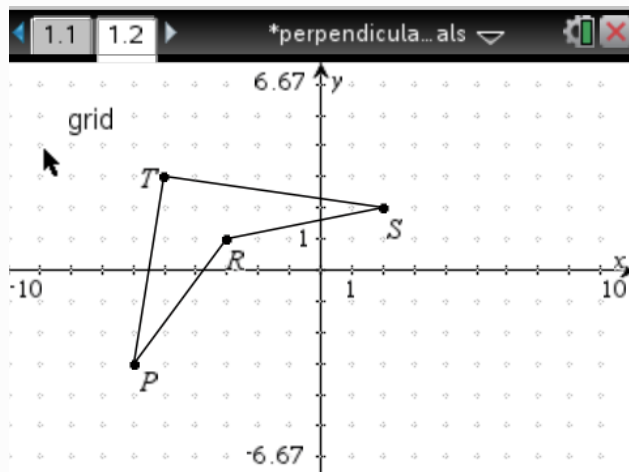 1.1 1.2 *perpendicula...als
6.67 y
grid
T
S
1
R
x
-10 1 10
P
-6.67